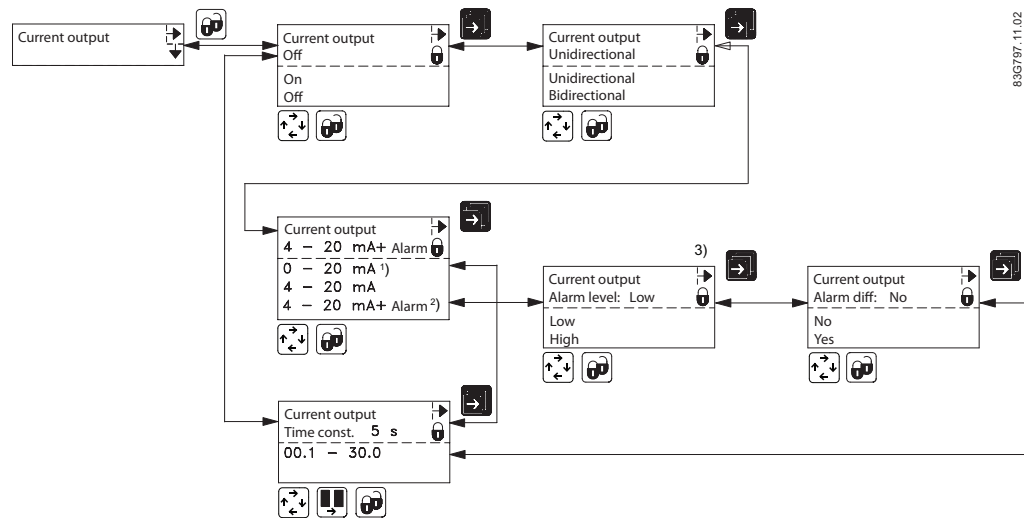 83G797.11.02
Current output
Current output
Off
On
Off
Current output
Unidirectional
Unidirectional
Bidirectional
Current output
4 – 20 mA+ Alarm
0 – 20 mA 1)
4 – 20 mA
4 – 20 mA+ Alarm 2)
3)
Current output
Alarm level: Low
Low
High
Current output
Alarm diff: No
No
Yes
Current output
Time const. 5 s
00.1 – 30.0